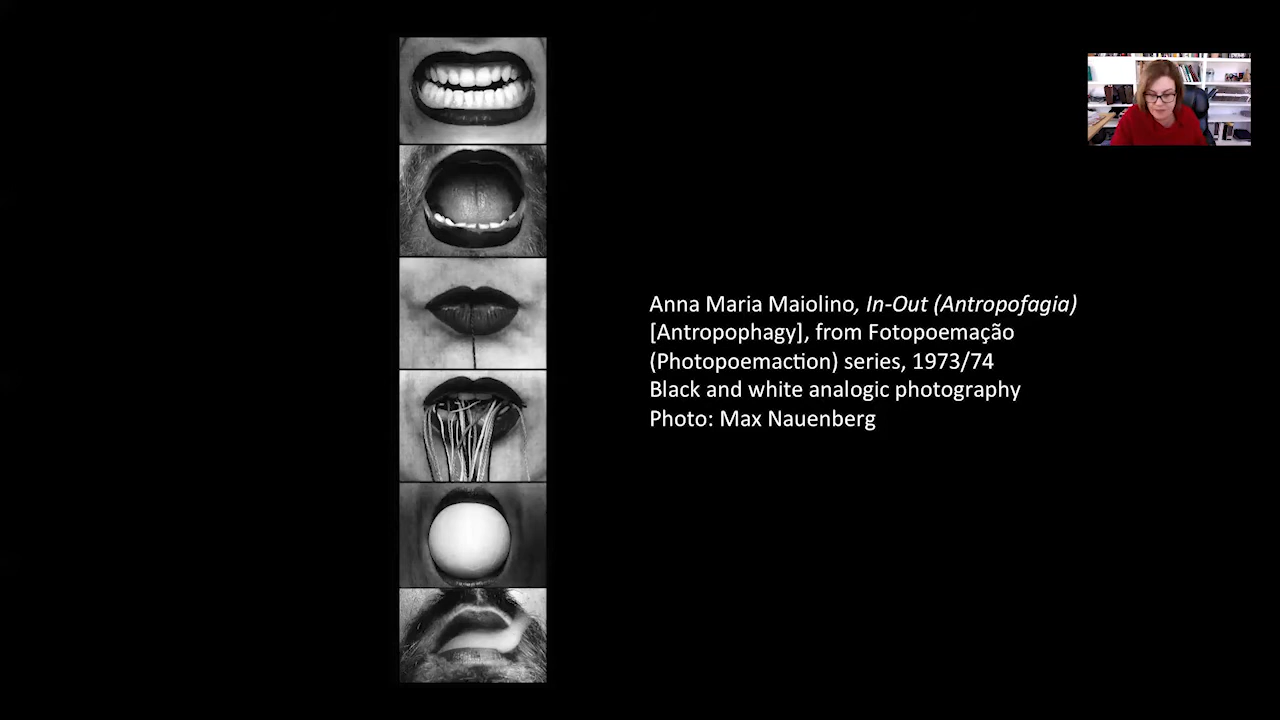 Anna Maria Maiolino, In-Out (Antropofagia)
[Antropophagy], from Fotopoemação
(Photopoemaction) series, 1973/74
Black and white analogic photography
Photo: Max Nauenberg